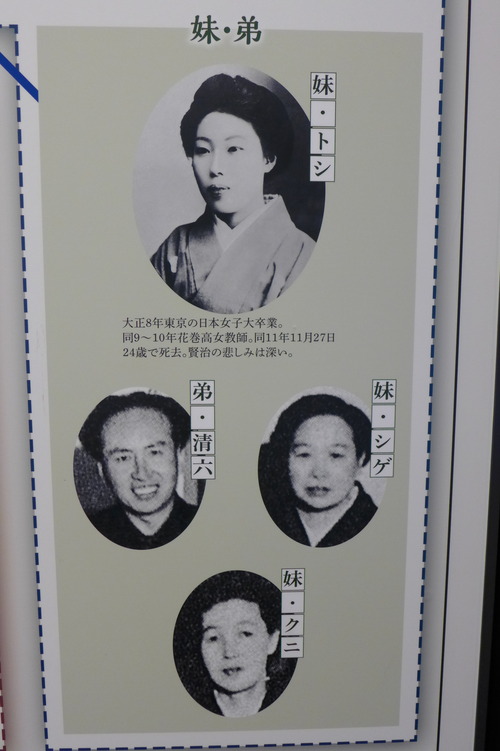 妹・弟
妹・トシ
大正8年東京の日本女子大卒業。
同9～10年花巻高女教師。同11年11月27日
24歳で死去。賢治の悲しみは深い。
弟・清六
妹・シゲ
妹・クニ